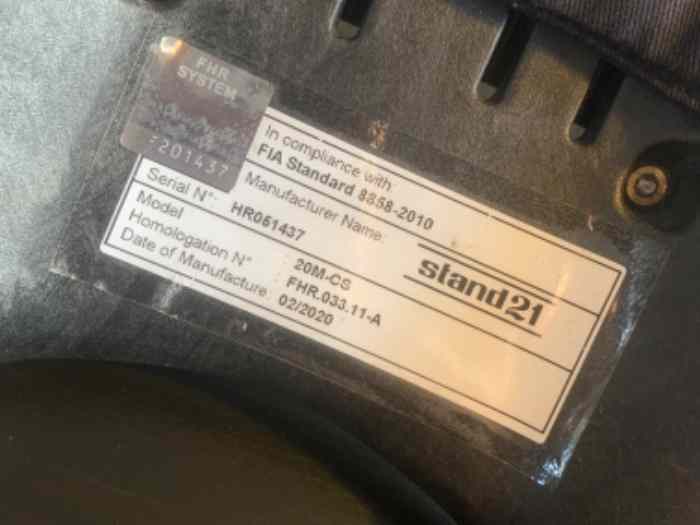 FHR
SYSTEM
201437
In compliance with:
FIA Standard 8858-2010
Manufacturer Name:
stand21
Serial N°: HR051437
Model 20M-CS
Homologation N° FHR.033.11-A
Date of Manufacture: 02/2020